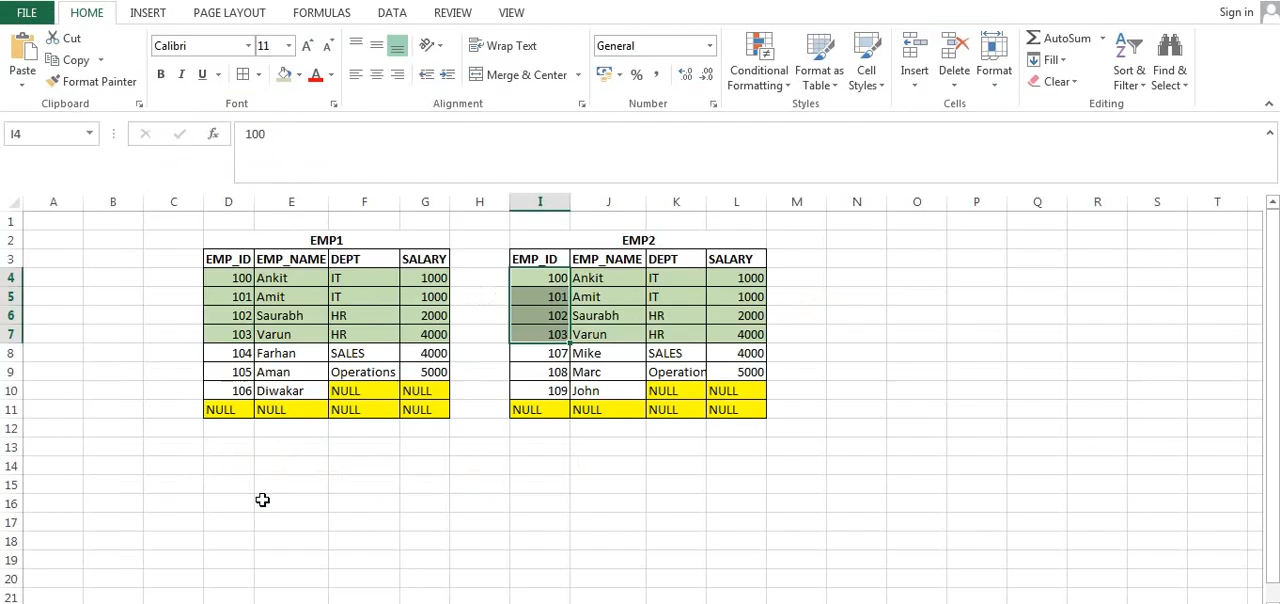 FILE HOME INSERT PAGE LAYOUT FORMULAS DATA REVIEW VIEW Sign in
Cut
Copy
Format Painter
Paste
Clipboard
Calibri 11
B I U
Font
Wrap Text
Merge & Center
Alignment
General
%
Number
Conditional Formatting
Format as Table
Cell Styles
Styles
Insert
Delete
Format
Cells
AutoSum
Fill
Clear
Sort & Filter
Find & Select
Editing
I4 fx 100
A B C D E F G H I J K L M N O P Q R S T
1
2 EMP1 EMP2
3 EMP_ID EMP_NAME DEPT SALARY EMP_ID EMP_NAME DEPT SALARY
4 100 Ankit IT 1000 100 Ankit IT 1000
5 101 Amit IT 1000 101 Amit IT 1000
6 102 Saurabh HR 2000 102 Saurabh HR 2000
7 103 Varun HR 4000 103 Varun HR 4000
8 104 Farhan SALES 4000 107 Mike SALES 4000
9 105 Aman Operations 5000 108 Marc Operation 5000
10 106 Diwakar NULL NULL 109 John NULL NULL
11 NULL NULL NULL NULL NULL NULL NULL NULL
12
13
14
15
16
17
18
19
20
21